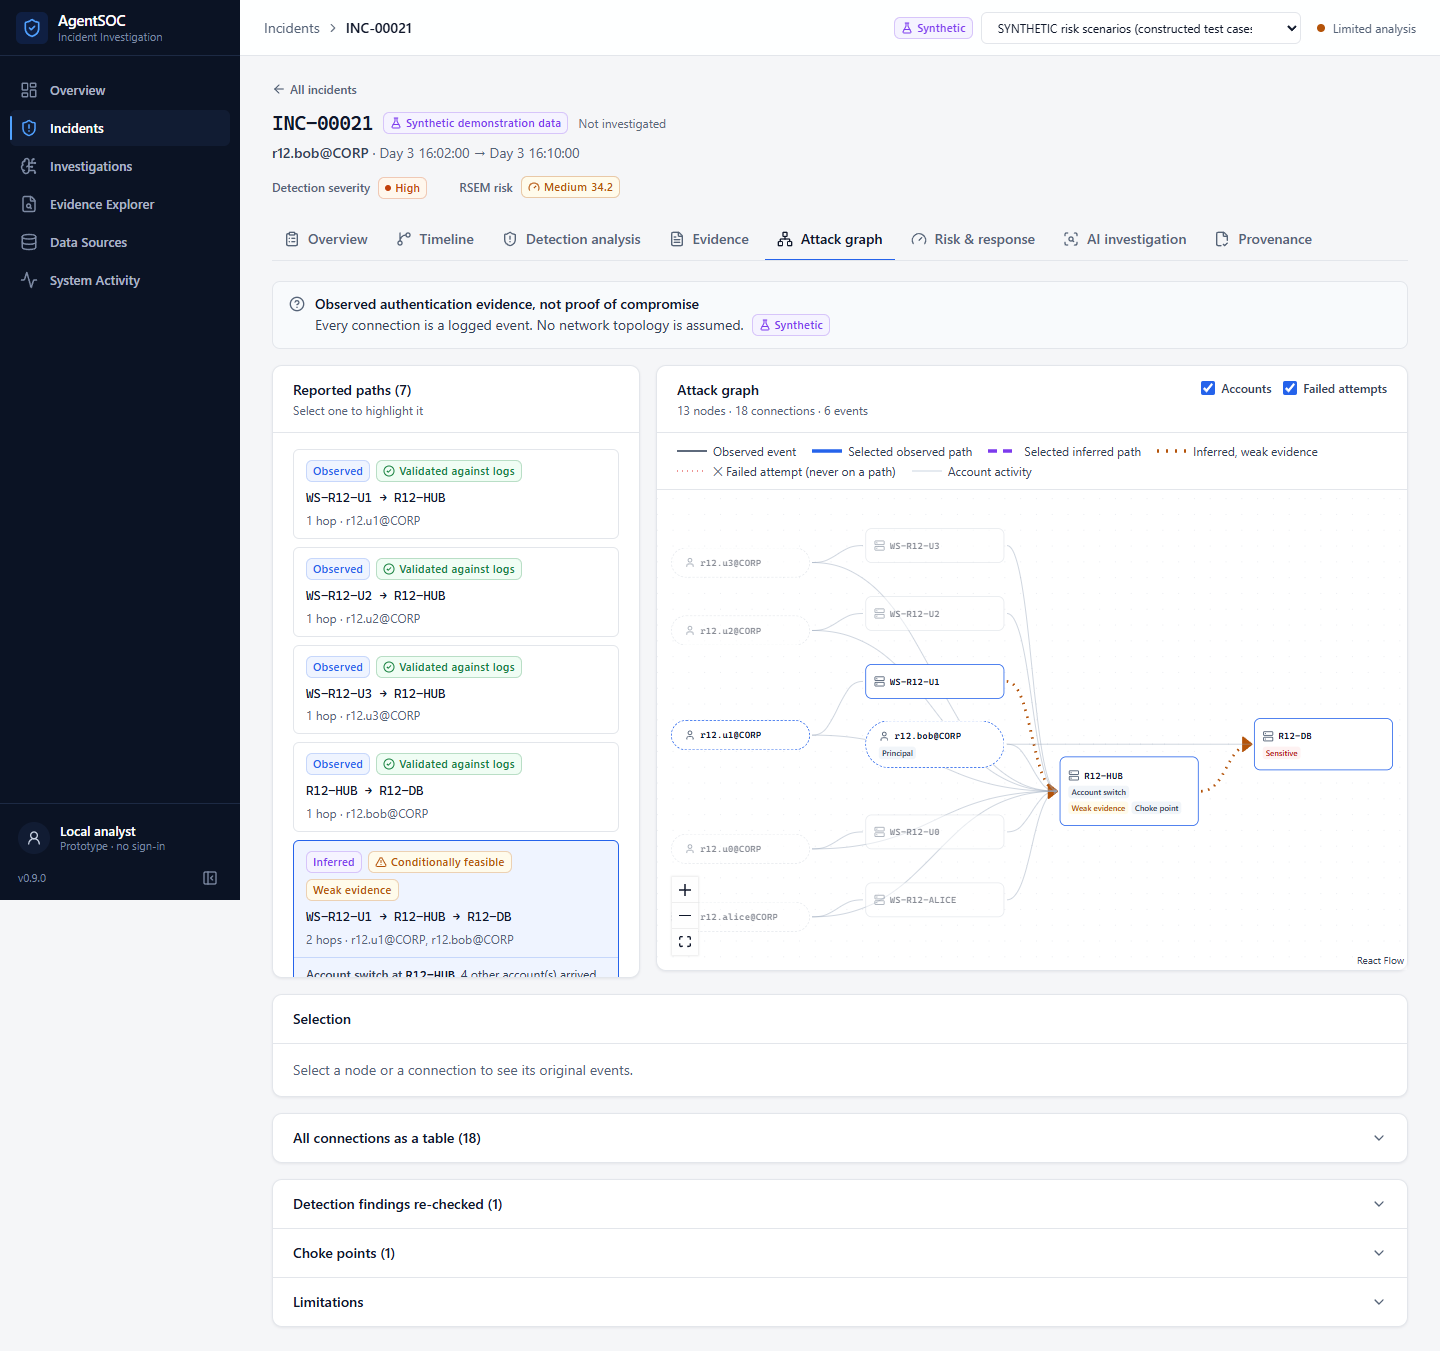 AgentSOC
Incident Investigation
Overview
Incidents
Investigations
Evidence Explorer
Data Sources
System Activity
Local analyst
Prototype · no sign-in
v0.9.0
Incidents > INC-00021
Synthetic
SYNTHETIC risk scenarios (constructed test cases
Limited analysis
← All incidents
INC-00021
Synthetic demonstration data
Not investigated
r12.bob@CORP · Day 3 16:02:00 → Day 3 16:10:00
Detection severity
High
RSEM risk
Medium 34.2
Overview
Timeline
Detection analysis
Evidence
Attack graph
Risk & response
AI investigation
Provenance
Observed authentication evidence, not proof of compromise
Every connection is a logged event. No network topology is assumed.
Synthetic
Reported paths (7)
Select one to highlight it
Observed
Validated against logs
WS-R12-U1 → R12-HUB
1 hop · r12.u1@CORP
Observed
Validated against logs
WS-R12-U2 → R12-HUB
1 hop · r12.u2@CORP
Observed
Validated against logs
WS-R12-U3 → R12-HUB
1 hop · r12.u3@CORP
Observed
Validated against logs
R12-HUB → R12-DB
1 hop · r12.bob@CORP
Inferred
Conditionally feasible
Weak evidence
WS-R12-U1 → R12-HUB → R12-DB
2 hops · r12.u1@CORP, r12.bob@CORP
Account switch at R12-HUB. 4 other account(s) arrived
Attack graph
13 nodes · 18 connections · 6 events
Accounts
Failed attempts
Observed event
Selected observed path
Selected inferred path
Inferred, weak evidence
Failed attempt (never on a path)
Account activity
r12.u3@CORP
WS-R12-U3
r12.u2@CORP
WS-R12-U2
WS-R12-U1
r12.u1@CORP
r12.bob@CORP
Principal
R12-DB
Sensitive
R12-HUB
Account switch
Weak evidence
Choke point
WS-R12-U0
r12.u0@CORP
WS-R12-ALICE
r12.alice@CORP
React Flow
Selection
Select a node or a connection to see its original events.
All connections as a table (18)
Detection findings re-checked (1)
Choke points (1)
Limitations